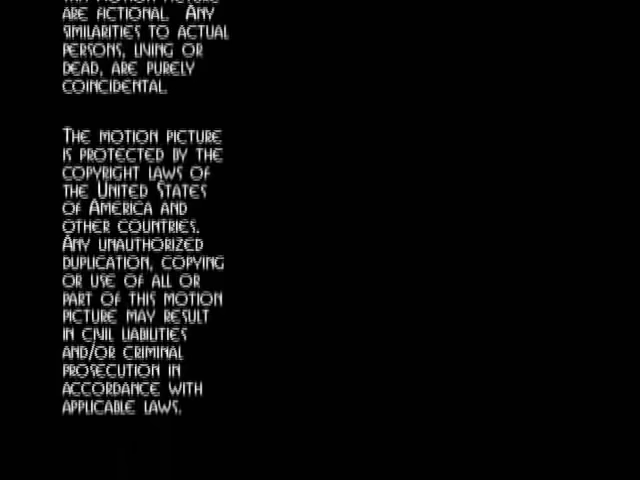 ARE FICTIONAL. ANY
SIMILARITIES TO ACTUAL
PERSONS, LIVING OR
DEAD, ARE PURELY
COINCIDENTAL.
THE MOTION PICTURE
IS PROTECTED BY THE
COPYRIGHT LAWS OF
THE UNITED STATES
OF AMERICA AND
OTHER COUNTRIES.
ANY UNAUTHORIZED
DUPLICATION, COPYING
OR USE OF ALL OR
PART OF THIS MOTION
PICTURE MAY RESULT
IN CIVIL LIABILITIES
AND/OR CRIMINAL
PROSECUTION IN
ACCORDANCE WITH
APPLICABLE LAWS.